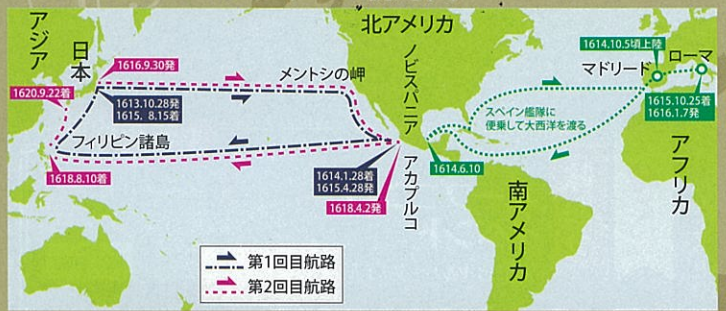 アジア
日本
北アメリカ
1616.9.30発
メントシの岬
ノビスパニア
1620.9.22着
1613.10.28発
1615. 8.15着
フィリピン諸島
1618.8.10着
1614.1.28着
1615.4.28発
1618.4.2発
アカプルコ
1614.6.10
スペイン艦隊に
便乗して大西洋を渡る
1614.10.5頃上陸
マドリード
ローマ
1615.10.25着
1616.1.7発
南アメリカ
アフリカ
第1回目航路
第2回目航路